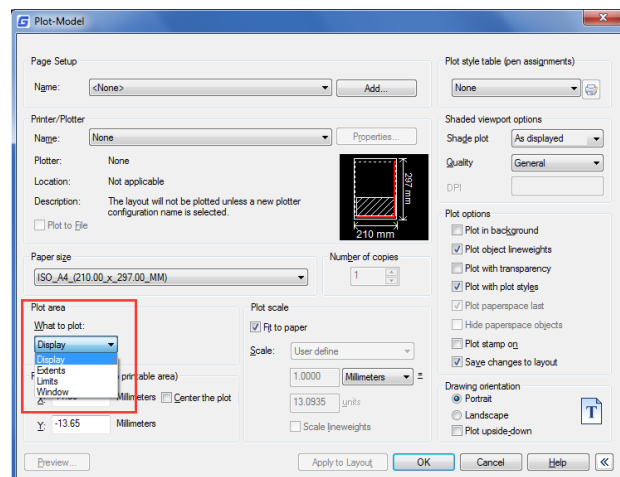 Plot-Model
Page Setup
Name: <None> Add...
Printer/Plotter
Name: None Properties...
Plotter: None
Location: Not applicable
Description: The layout will not be plotted unless a new plotter
configuration name is selected.
Plot to File
297 mm
210 mm
Paper size
ISO_A4_(210.00_x_297.00_MM)
Number of copies
1
Plot area
What to plot:
Display
Display
Extents
Limits
Window
printable area)
X: Millimeters Center the plot
Y: -13.65 Millimeters
Plot scale
Fit to paper
Scale: User define
1.0000 Millimeters =
13.0935 units
Scale lineweights
Plot style table (pen assignments)
None
Shaded viewport options
Shade plot As displayed
Quality General
DPI
Plot options
Plot in background
Plot object lineweights
Plot with transparency
Plot with plot styles
Plot paperspace last
Hide paperspace objects
Plot stamp on
Save changes to layout
Drawing orientation
Portrait
Landscape
Plot upside-down
T
Preview... Apply to Layout OK Cancel Help «